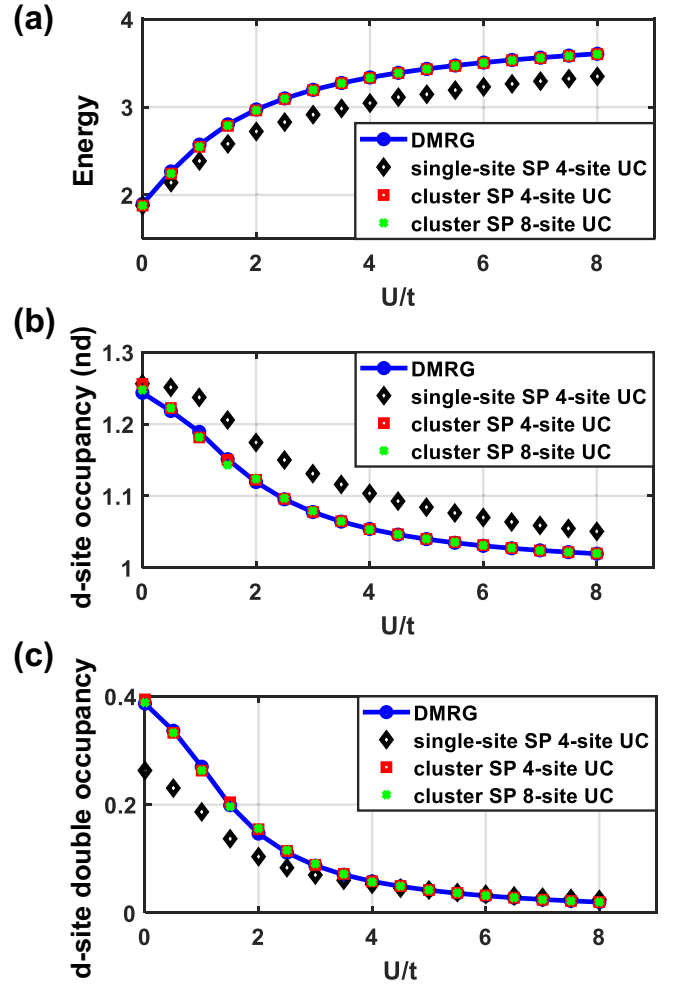 (a)
4
3
2
Energy
DMRG
single-site SP 4-site UC
cluster SP 4-site UC
cluster SP 8-site UC
0 2 4 6 8
U/t
(b)
1.3
1.2
1.1
1
d-site occupancy (nd)
DMRG
single-site SP 4-site UC
cluster SP 4-site UC
cluster SP 8-site UC
0 2 4 6 8
U/t
(c)
0.4
0.2
0
d-site double occupancy
DMRG
single-site SP 4-site UC
cluster SP 4-site UC
cluster SP 8-site UC
0 2 4 6 8
U/t